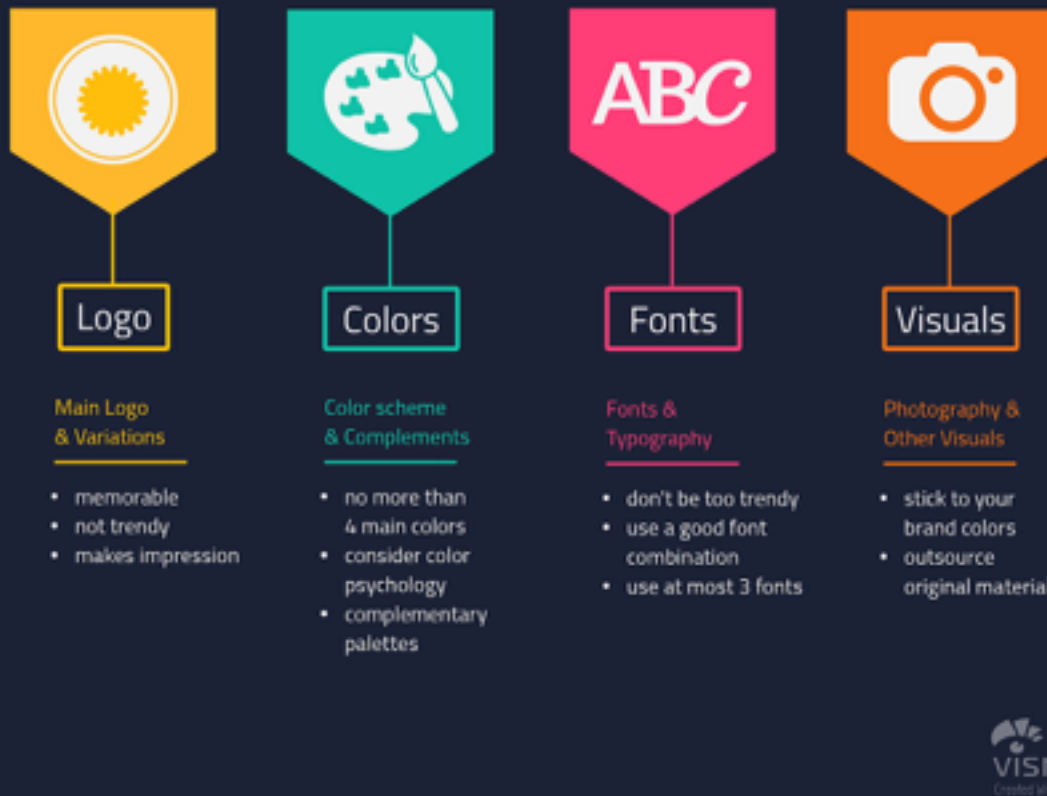 ABC
Logo
Main Logo
& Variations
• memorable
• not trendy
• makes impression
Colors
Color scheme
& Complements
• no more than
4 main colors
• consider color
psychology
• complementary
palettes
Fonts
Fonts &
Typography
• don't be too trendy
• use a good font
combination
• use at most 3 fonts
Visuals
Photography &
Other Visuals
• stick to your
brand colors
• outsource
original
Created